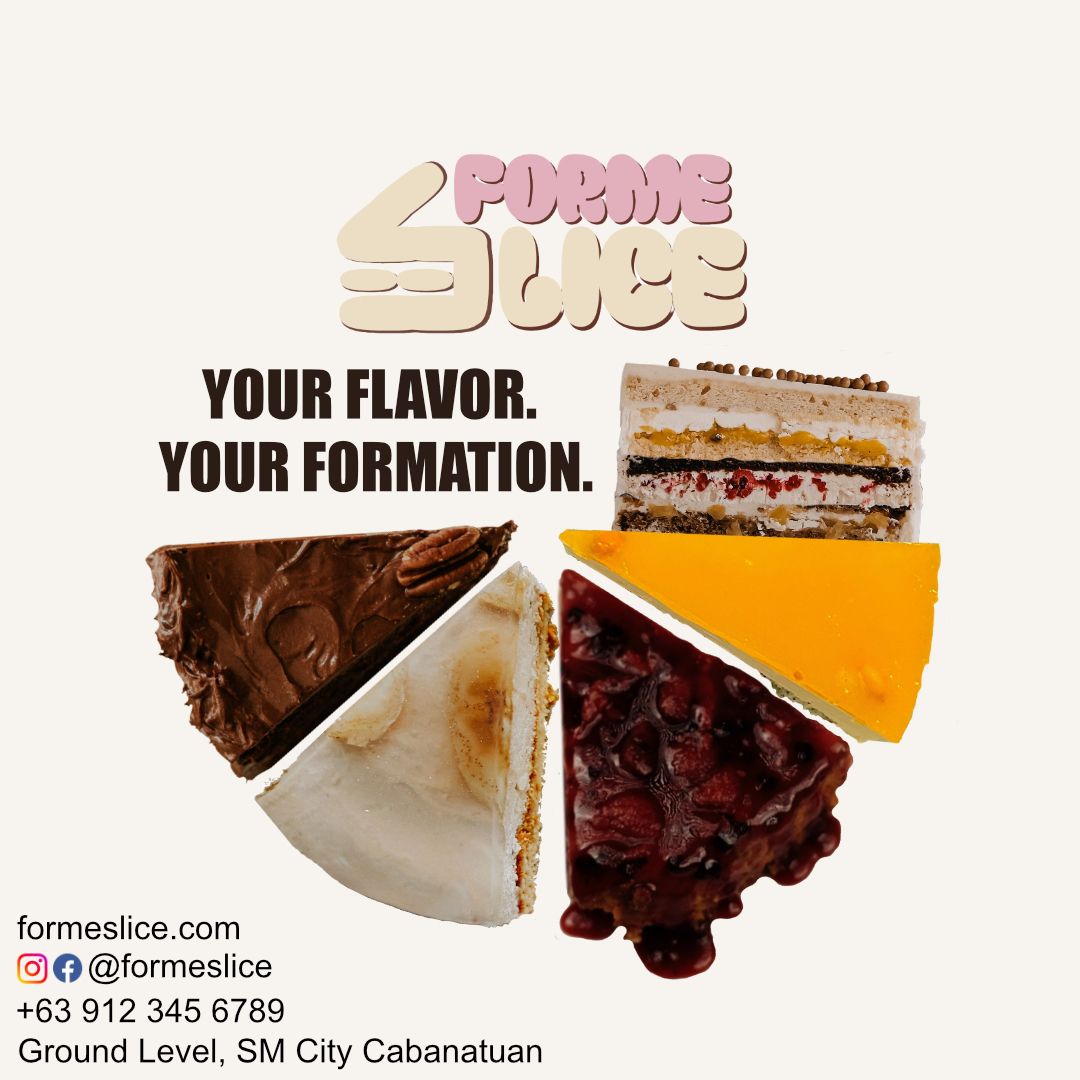 FORME
SLICE
YOUR FLAVOR.
YOUR FORMATION.
formeslice.com
@formeslice
+63 912 345 6789
Ground Level, SM City Cabanatuan